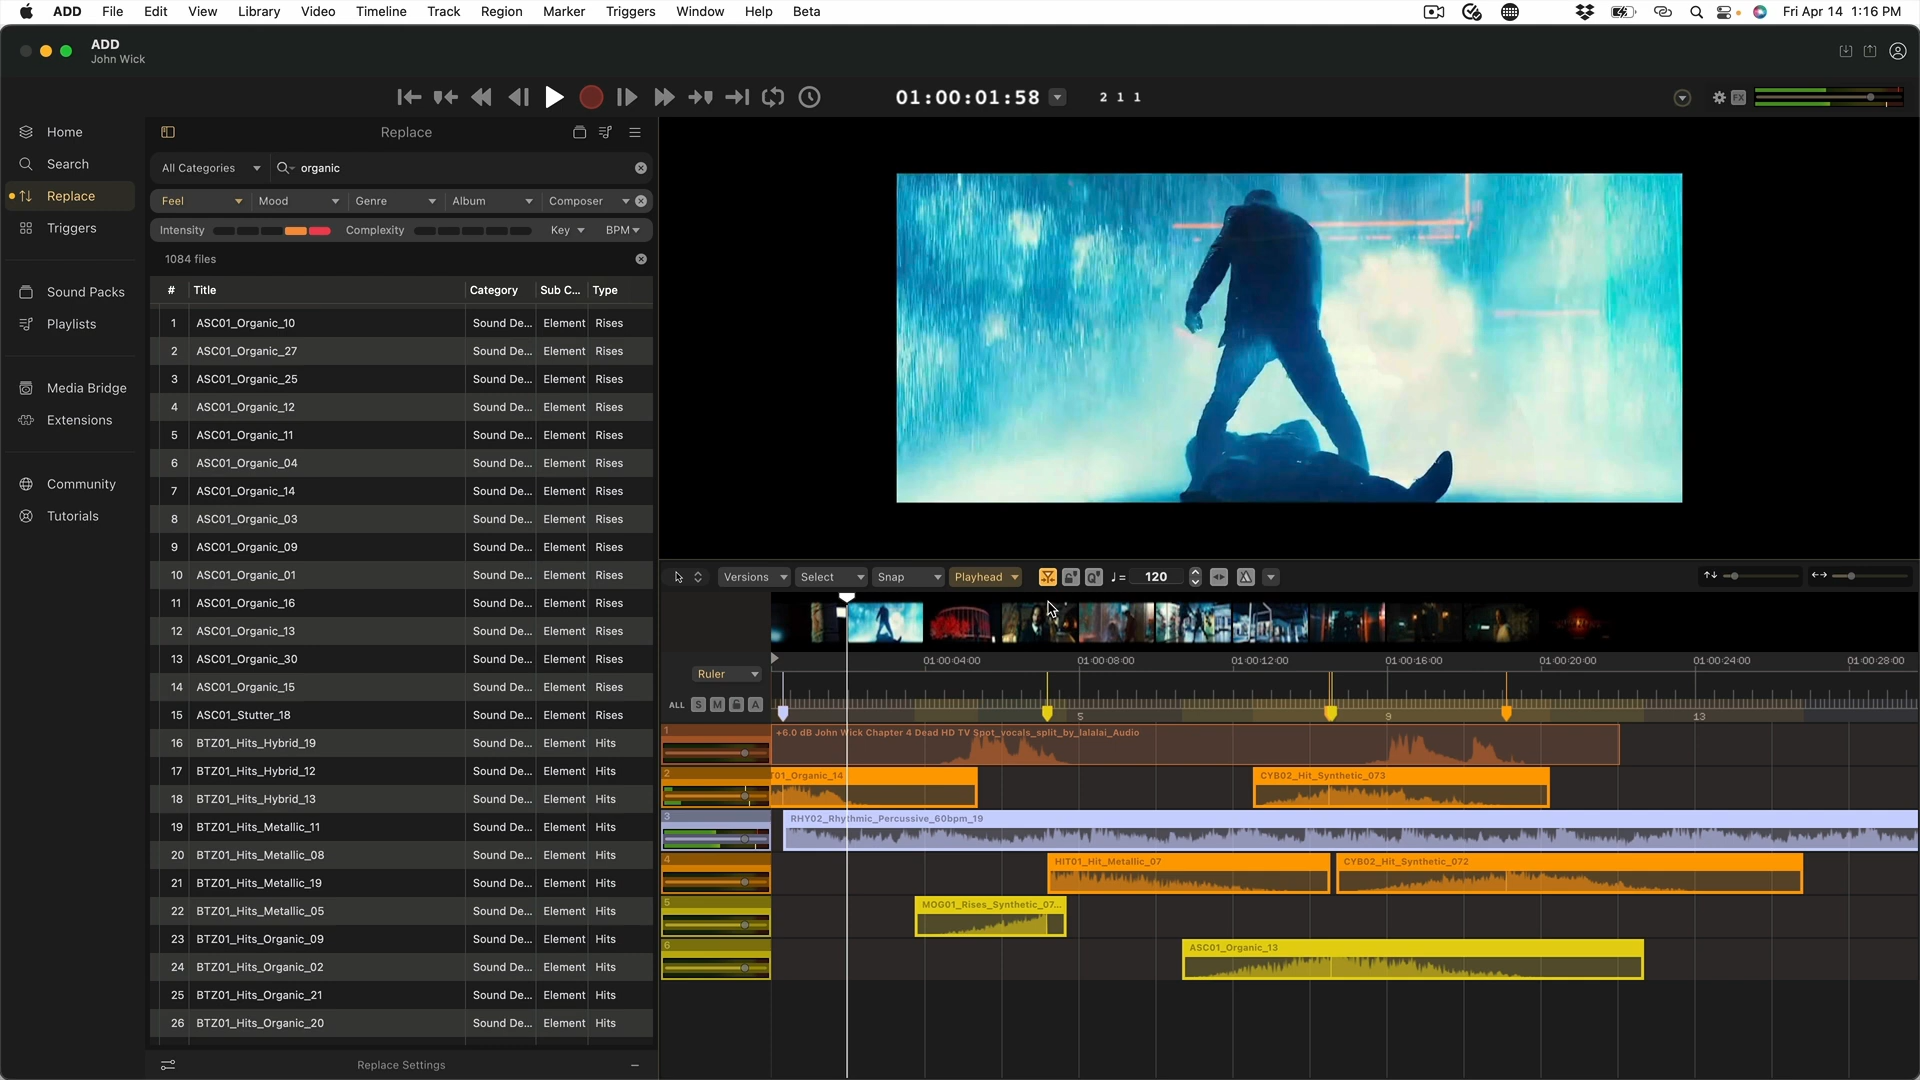 ADD File Edit View Library Video Timeline Track Region Marker Triggers Window Help Beta Fri Apr 14 1:16 PM
ADD
John Wick
01:00:01:58 2 1 1 FX
Home
Search
Replace
Triggers
Sound Packs
Playlists
Media Bridge
Extensions
Community
Tutorials
Replace
All Categories organic
Feel Mood Genre Album Composer
Intensity Complexity Key BPM
1084 files
# Title Category Sub C... Type
1 ASC01_Organic_10 Sound De... Element Rises
2 ASC01_Organic_27 Sound De... Element Rises
3 ASC01_Organic_25 Sound De... Element Rises
4 ASC01_Organic_12 Sound De... Element Rises
5 ASC01_Organic_11 Sound De... Element Rises
6 ASC01_Organic_04 Sound De... Element Rises
7 ASC01_Organic_14 Sound De... Element Rises
8 ASC01_Organic_03 Sound De... Element Rises
9 ASC01_Organic_09 Sound De... Element Rises
10 ASC01_Organic_01 Sound De... Element Rises
11 ASC01_Organic_16 Sound De... Element Rises
12 ASC01_Organic_13 Sound De... Element Rises
13 ASC01_Organic_30 Sound De... Element Rises
14 ASC01_Organic_15 Sound De... Element Rises
15 ASC01_Stutter_18 Sound De... Element Rises
16 BTZ01_Hits_Hybrid_19 Sound De... Element Hits
17 BTZ01_Hits_Hybrid_12 Sound De... Element Hits
18 BTZ01_Hits_Hybrid_13 Sound De... Element Hits
19 BTZ01_Hits_Metallic_11 Sound De... Element Hits
20 BTZ01_Hits_Metallic_08 Sound De... Element Hits
21 BTZ01_Hits_Metallic_19 Sound De... Element Hits
22 BTZ01_Hits_Metallic_05 Sound De... Element Hits
23 BTZ01_Hits_Organic_09 Sound De... Element Hits
24 BTZ01_Hits_Organic_02 Sound De... Element Hits
25 BTZ01_Hits_Organic_21 Sound De... Element Hits
26 BTZ01_Hits_Organic_20 Sound De... Element Hits
Replace Settings
Versions Select Snap Playhead Q ♩= 120
01:00:04:00 01:00:08:00 01:00:12:00 01:00:16:00 01:00:20:00 01:00:24:00 01:00:28:00
Ruler
ALL S M A
5 9 13
1 +6.0 dB John Wick Chapter 4 Dead HD TV Spot_vocals_split_by_lalalai_Audio
2 T01_Organic_14 CYB02_Hit_Synthetic_073
3 RHY02_Rhythmic_Percussive_60bpm_19
4 HIT01_Hit_Metallic_07 CYB02_Hit_Synthetic_072
5 MOG01_Rises_Synthetic_07...
6 ASC01_Organic_13